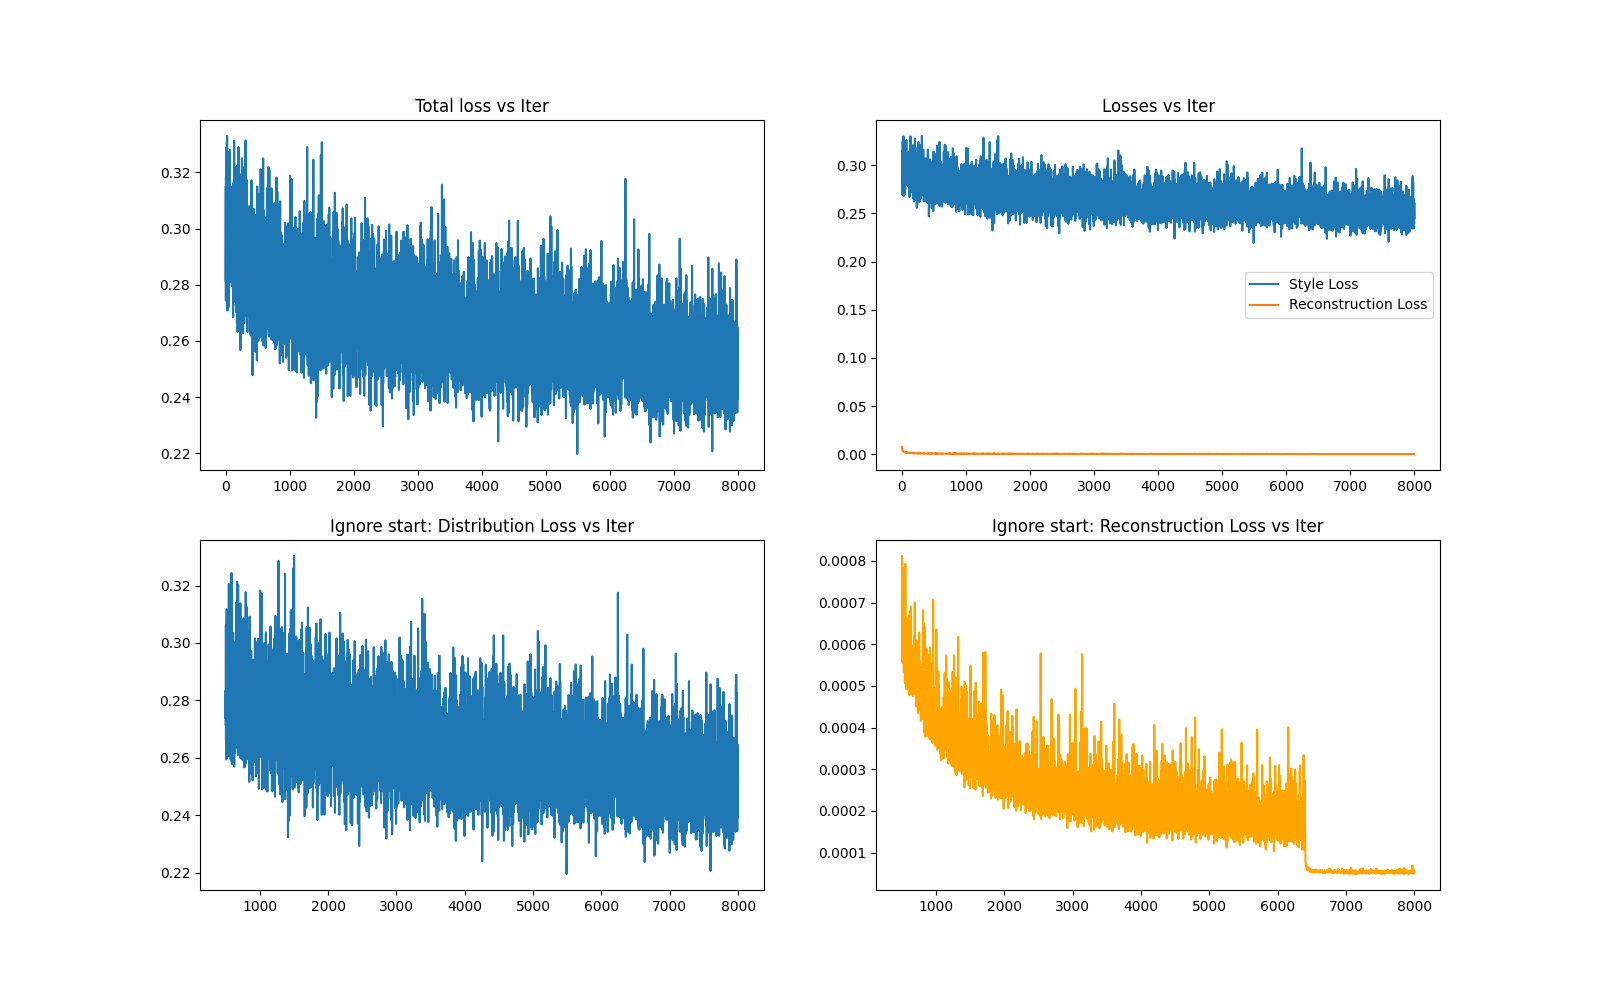 Total loss vs Iter
0.32
0.30
0.28
0.26
0.24
0.22
0 1000 2000 3000 4000 5000 6000 7000 8000
Losses vs Iter
0.30
0.25
0.20
0.15
0.10
0.05
0.00
Style Loss
Reconstruction Loss
0 1000 2000 3000 4000 5000 6000 7000 8000
Ignore start: Distribution Loss vs Iter
0.32
0.30
0.28
0.26
0.24
0.22
1000 2000 3000 4000 5000 6000 7000 8000
Ignore start: Reconstruction Loss vs Iter
0.0008
0.0007
0.0006
0.0005
0.0004
0.0003
0.0002
0.0001
1000 2000 3000 4000 5000 6000 7000 8000